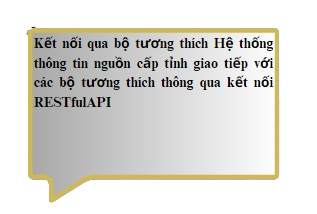 Kết nối qua bộ tương thích Hệ thống
thông tin nguồn cấp tỉnh giao tiếp với
các bộ tương thích thông qua kết nối
RESTfulAPI